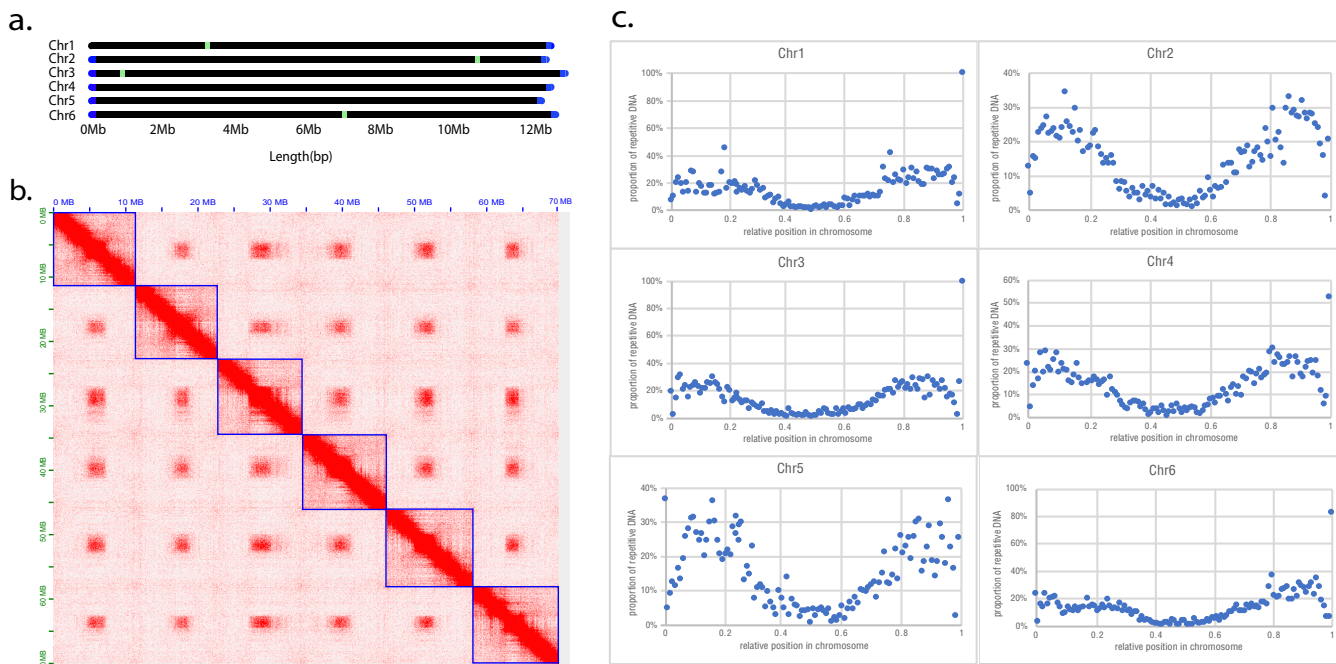 a.
Chr1
Chr2
Chr3
Chr4
Chr5
Chr6
0Mb 2Mb 4Mb 6Mb 8Mb 10Mb 12Mb
Length(bp)
b.
0 MB 10 MB 20 MB 30 MB 40 MB 50 MB 60 MB 70 MB
0 MB
10 MB
20 MB
30 MB
40 MB
50 MB
60 MB
c.
Chr1
proportion of repetitive DNA
100%
80%
60%
40%
20%
0%
0 0.2 0.4 0.6 0.8 1
relative position in chromosome
Chr2
proportion of repetitive DNA
40%
30%
20%
10%
0%
0 0.2 0.4 0.6 0.8 1
relative position in chromosome
Chr3
proportion of repetitive DNA
100%
80%
60%
40%
20%
0%
0 0.2 0.4 0.6 0.8 1
relative position in chromosome
Chr4
proportion of repetitive DNA
60%
50%
40%
30%
20%
10%
0%
0 0.2 0.4 0.6 0.8 1
relative position in chromosome
Chr5
proportion of repetitive DNA
40%
30%
20%
10%
0%
0 0.2 0.4 0.6 0.8 1
relative position in chromosome
Chr6
proportion of repetitive DNA
100%
80%
60%
40%
20%
0%
0 0.2 0.4 0.6 0.8 1
relative position in chromosome